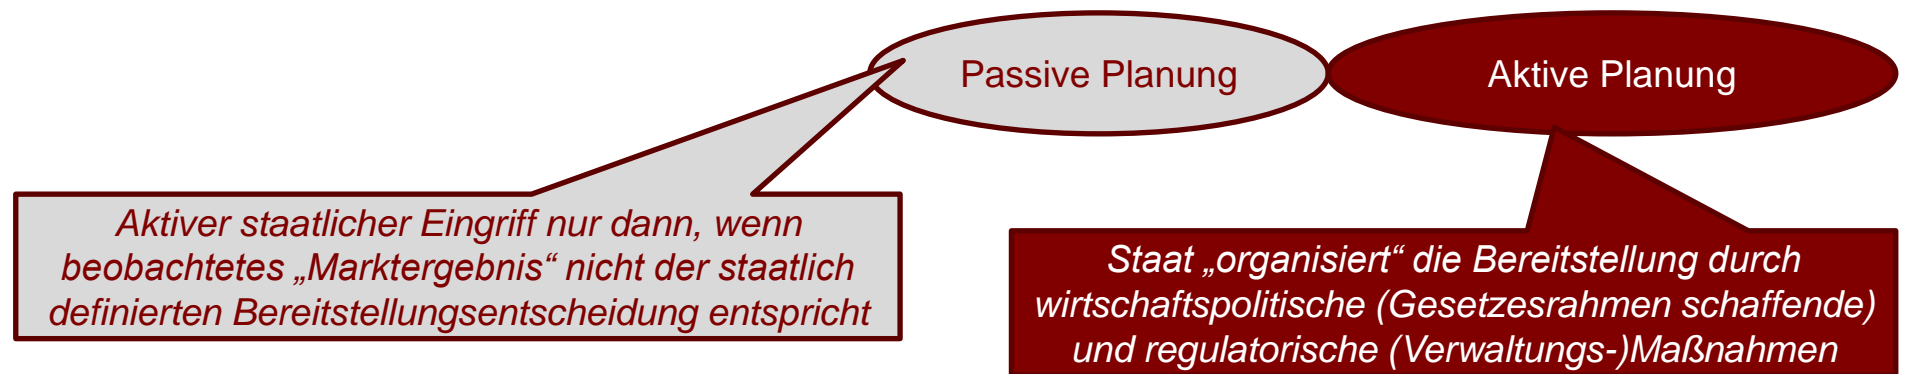 Passive Planung
Aktive Planung
Aktiver staatlicher Eingriff nur dann, wenn
beobachtetes „Marktergebnis“ nicht der staatlich
definierten Bereitstellungsentscheidung entspricht
Staat „organisiert“ die Bereitstellung durch
wirtschaftspolitische (Gesetzesrahmen schaffende)
und regulatorische (Verwaltungs-)Maßnahmen